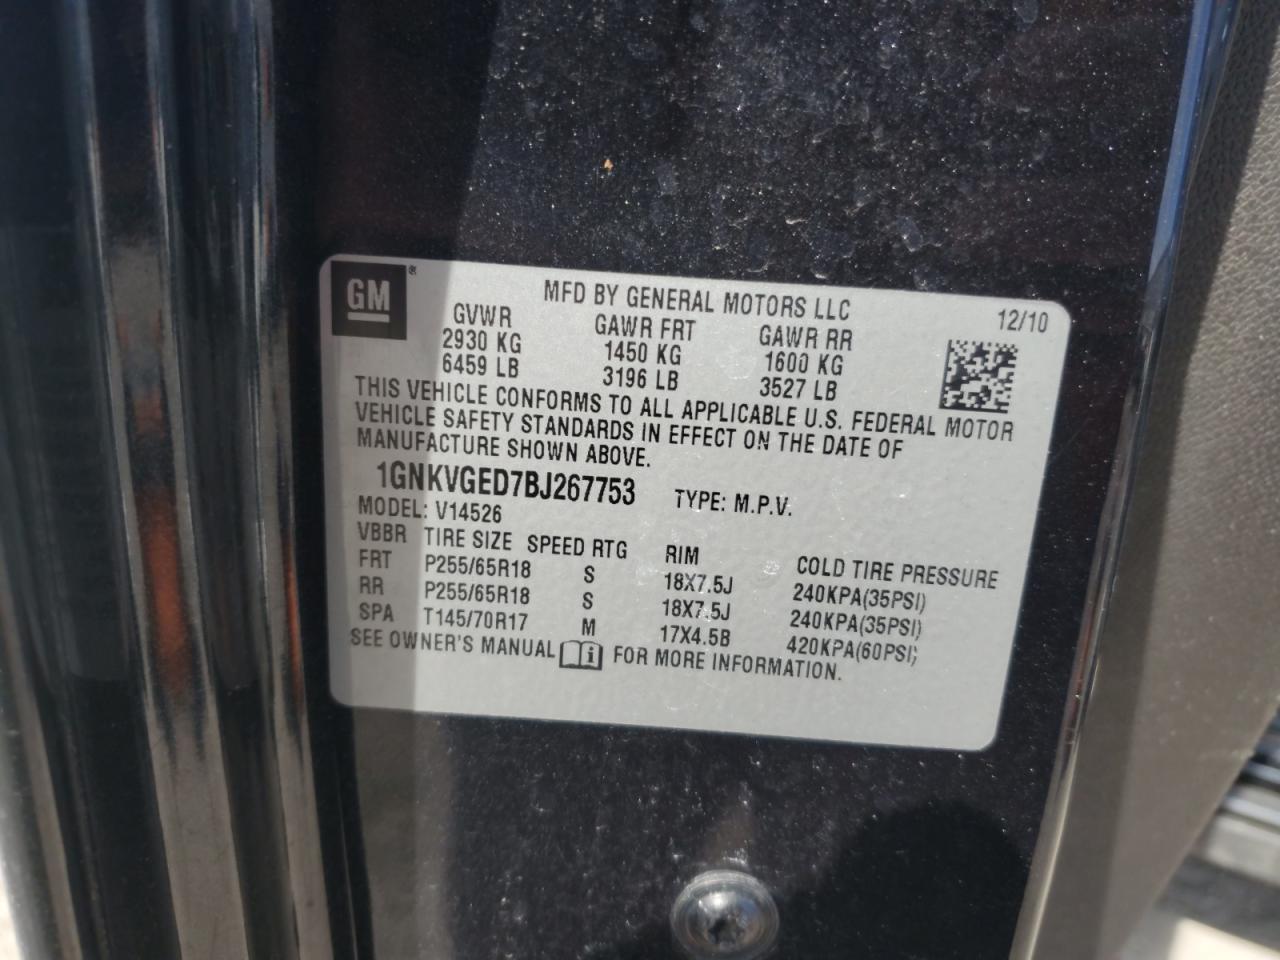 GM ®
MFD BY GENERAL MOTORS LLC 12/10
GVWR GAWR FRT GAWR RR
2930 KG 1450 KG 1600 KG
6459 LB 3196 LB 3527 LB
THIS VEHICLE CONFORMS TO ALL APPLICABLE U.S. FEDERAL MOTOR
VEHICLE SAFETY STANDARDS IN EFFECT ON THE DATE OF
MANUFACTURE SHOWN ABOVE.
1GNKVGED7BJ267753 TYPE: M.P.V.
MODEL: V14526
VBBR TIRE SIZE SPEED RTG RIM COLD TIRE PRESSURE
FRT P255/65R18 S 18X7.5J 240KPA(35PSI)
RR P255/65R18 S 18X7.5J 240KPA(35PSI)
SPA T145/70R17 M 17X4.5B 420KPA(60PSI)
SEE OWNER'S MANUAL FOR MORE INFORMATION.